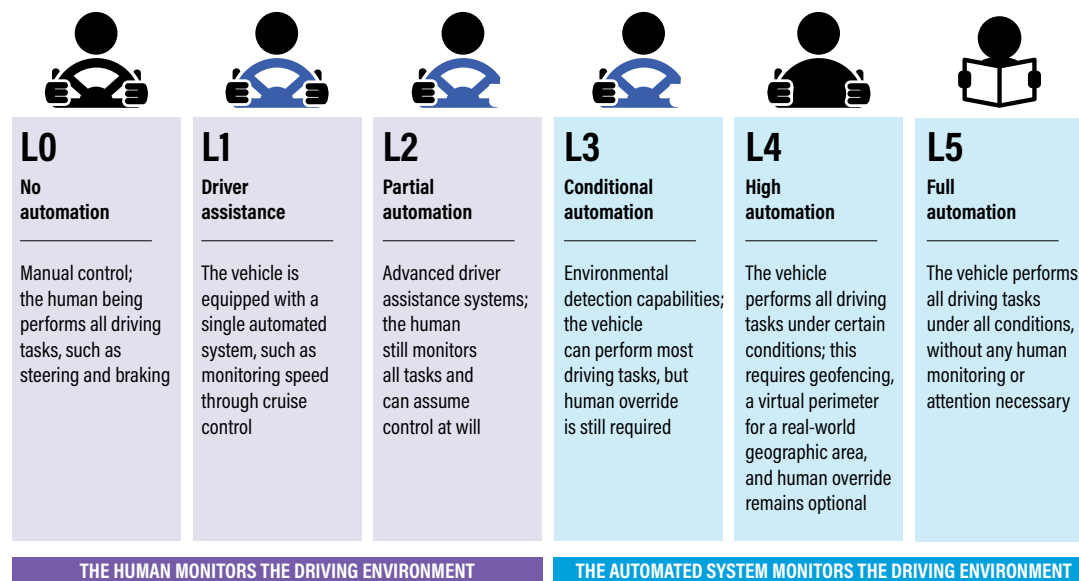 L0
No
automation
Manual control;
the human being
performs all driving
tasks, such as
steering and braking
L1
Driver
assistance
The vehicle is
equipped with a
single automated
system, such as
monitoring speed
through cruise
control
L2
Partial
automation
Advanced driver
assistance systems;
the human
still monitors
all tasks and
can assume
control at will
L3
Conditional
automation
Environmental
detection capabilities;
the vehicle
can perform most
driving tasks, but
human override
is still required
L4
High
automation
The vehicle
performs all driving
tasks under certain
conditions; this
requires geofencing,
a virtual perimeter
for a real-world
geographic area,
and human override
remains optional
L5
Full
automation
The vehicle performs
all driving tasks
under all conditions,
without any human
monitoring or
attention necessary
THE HUMAN MONITORS THE DRIVING ENVIRONMENT
THE AUTOMATED SYSTEM MONITORS THE DRIVING ENVIRONMENT